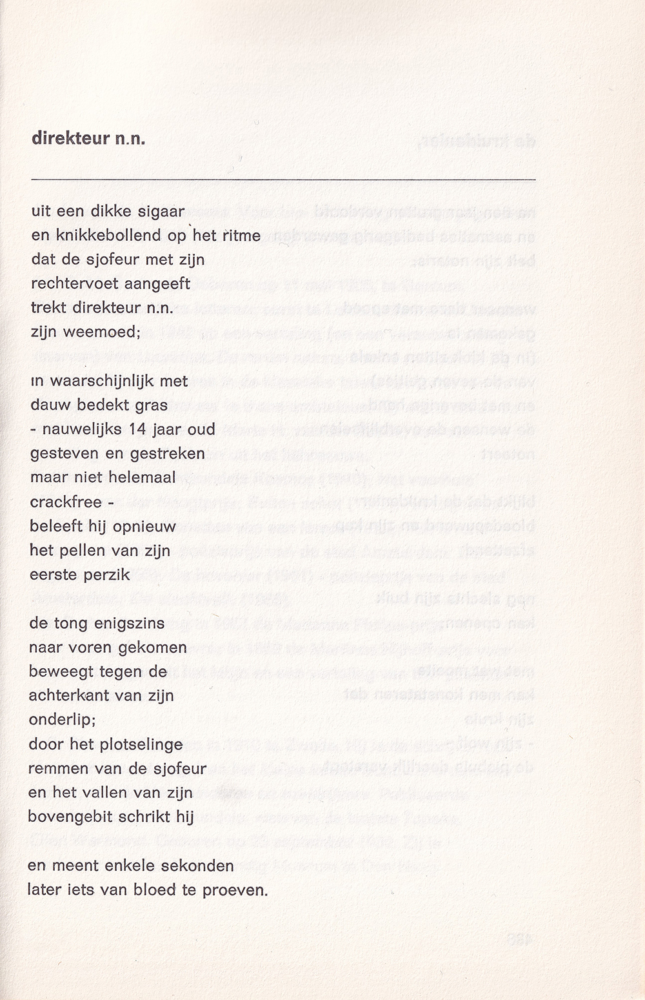 direkteur n.n.

uit een dikke sigaar
en knikkebollend op het ritme
dat de sjofeur met zijn
rechtervoet aangeeft
trekt direkteur n.n.
zijn weemoed;

in waarschijnlijk met
dauw bedekt gras
- nauwelijks 14 jaar oud
gesteven en gestreken
maar niet helemaal
crackfree -
beleeft hij opnieuw
het pellen van zijn
eerste perzik

de tong enigszins
naar voren gekomen
beweegt tegen de
achterkant van zijn
onderlip;
door het plotselinge
remmen van de sjofeur
en het vallen van zijn
bovengebit schrikt hij

en meent enkele sekonden
later iets van bloed te proeven.